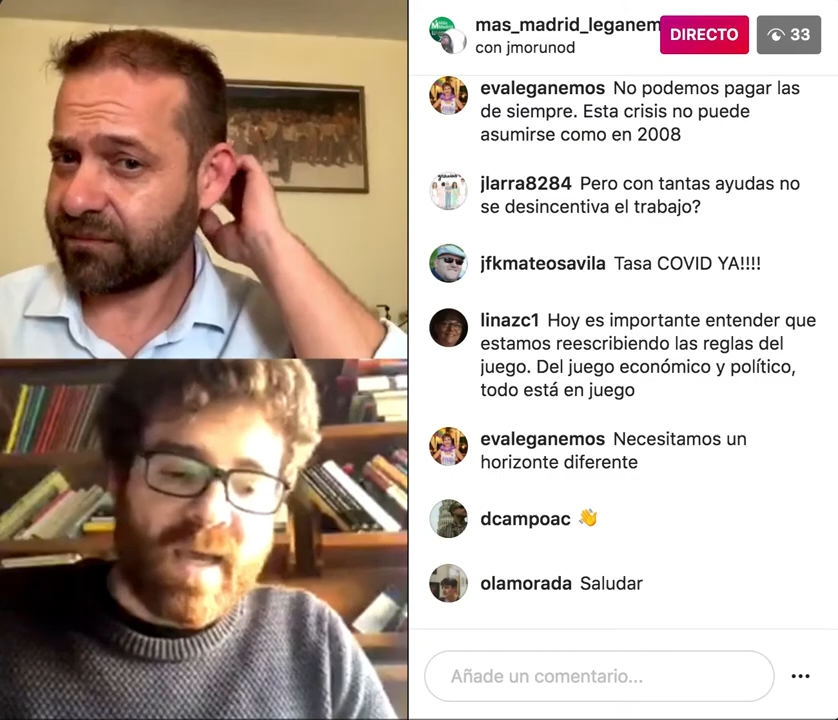 mas_madrid_leganem
con jmorunod
DIRECTO
33
evaleganemos No podemos pagar las
de siempre. Esta crisis no puede
asumirse como en 2008
jlarra8284 Pero con tantas ayudas no
se desincentiva el trabajo?
jfkmateosavila Tasa COVID YA!!!!
linazc1 Hoy es importante entender que
estamos reescribiendo las reglas del
juego. Del juego económico y político,
todo está en juego
evaleganemos Necesitamos un
horizonte diferente
dcampoac 👋
olamorada Saludar
Añade un comentario...